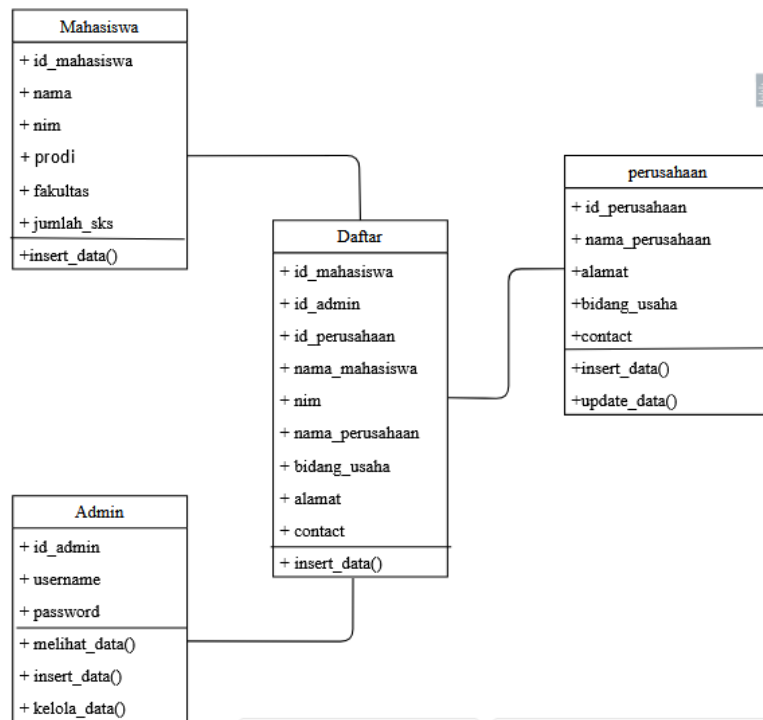 Mahasiswa
+ id_mahasiswa
+ nama
+ nim
+ prodi
+ fakultas
+ jumlah_sks
+insert_data()
Daftar
+ id_mahasiswa
+ id_admin
+ id_perusahaan
+ nama_mahasiswa
+ nim
+ nama_perusahaan
+ bidang_usaha
+ alamat
+ contact
+ insert_data()
perusahaan
+ id_perusahaan
+ nama_perusahaan
+alamat
+bidang_usaha
+contact
+insert_data()
+update_data()
Admin
+ id_admin
+ username
+ password
+ melihat_data()
+ insert_data()
+ kelola_data()